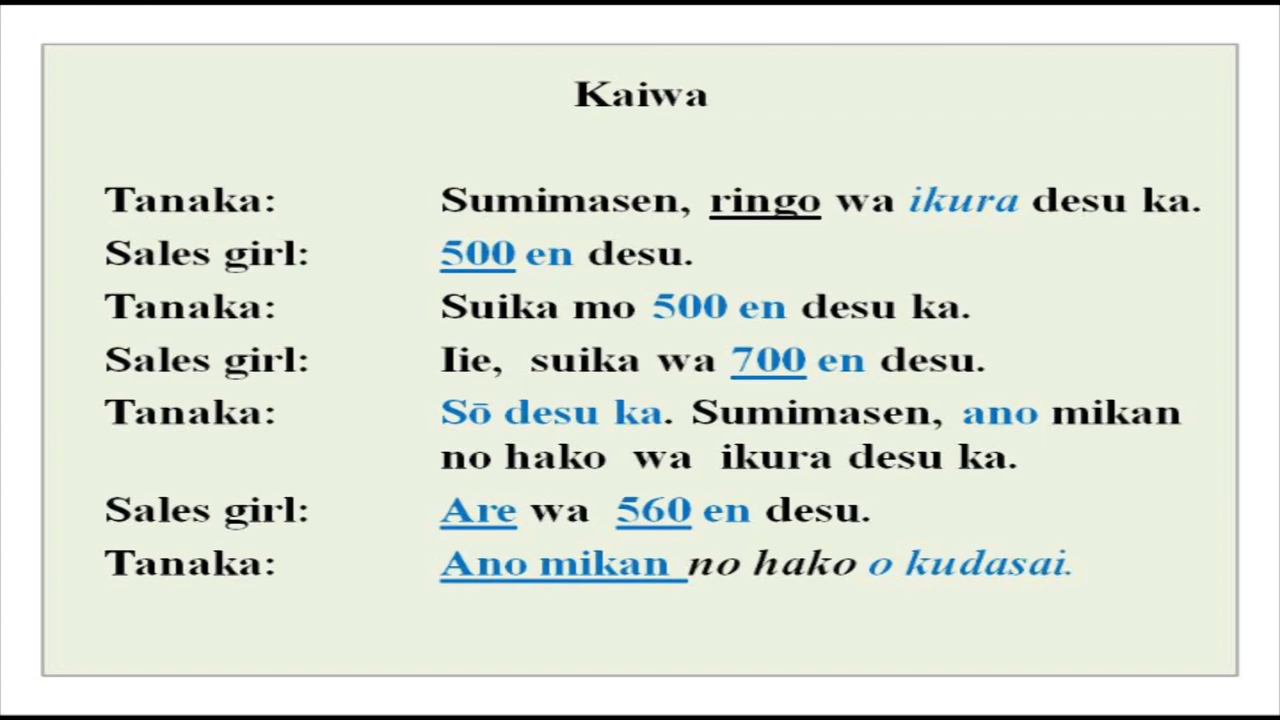 Kaiwa
Tanaka: Sumimasen, ringo wa ikura desu ka.
Sales girl: 500 en desu.
Tanaka: Suika mo 500 en desu ka.
Sales girl: Iie, suika wa 700 en desu.
Tanaka: Sō desu ka. Sumimasen, ano mikan
no hako wa ikura desu ka.
Sales girl: Are wa 560 en desu.
Tanaka: Ano mikan no hako o kudasai.